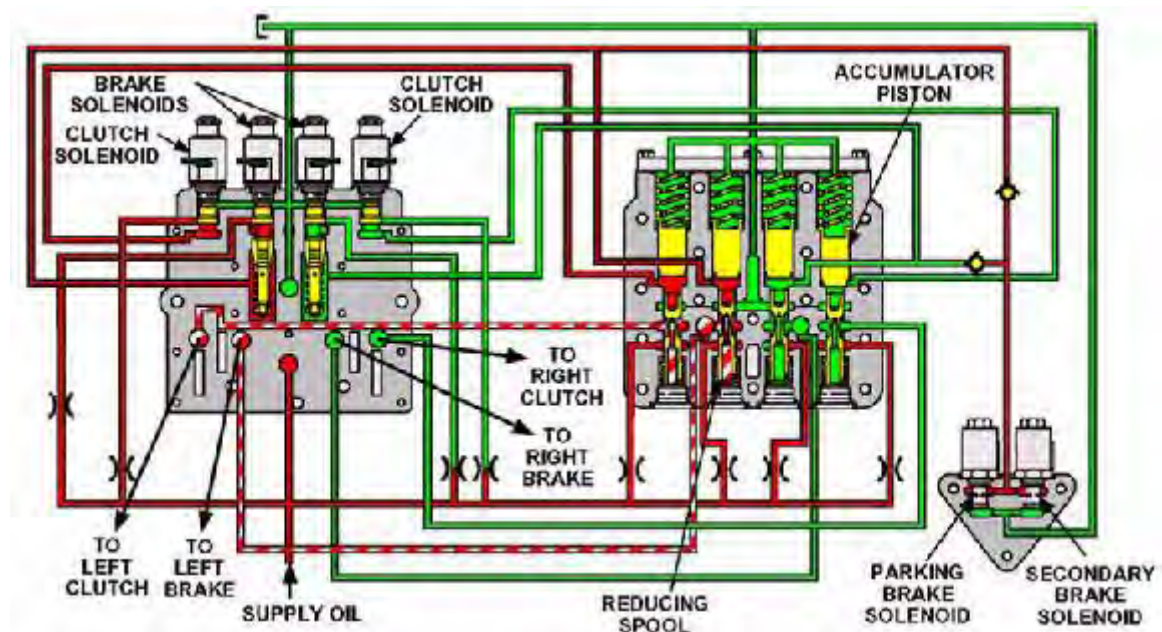 BRAKE
SOLENOIDS
CLUTCH
SOLENOID
CLUTCH
SOLENOID
ACCUMULATOR
PISTON
TO
RIGHT
CLUTCH
TO
RIGHT
BRAKE
TO
LEFT
CLUTCH
TO
LEFT
BRAKE
SUPPLY OIL
REDUCING
SPOOL
PARKING
BRAKE
SOLENOID
SECONDARY
BRAKE
SOLENOID